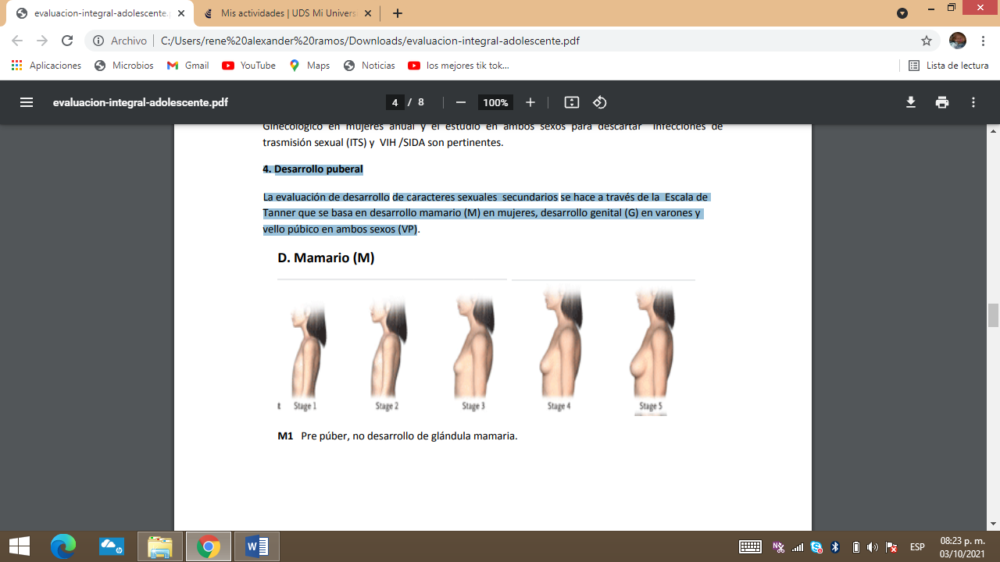 evaluacion-integral-adolescente.
Mis actividades | UDS Mi Univers
Archivo
C:/Users/rene%20alexander%20ramos/Downloads/evaluacion-integral-adolescente.pdf
Aplicaciones
Microbios
Gmail
YouTube
Maps
Noticias
los mejores tik tok...
Lista de lectura
evaluacion-integral-adolescente.pdf
4 / 8
100%
Ginecológico en mujeres anual y el estudio en ambos sexos para descartar infecciones de
trasmisión sexual (ITS) y VIH /SIDA son pertinentes.
4. Desarrollo puberal
La evaluación de desarrollo de caracteres sexuales secundarios se hace a través de la Escala de
Tanner que se basa en desarrollo mamario (M) en mujeres, desarrollo genital (G) en varones y
vello púbico en ambos sexos (VP).
D. Mamario (M)
t Stage 1 Stage 2 Stage 3 Stage 4 Stage 5
M1 Pre púber, no desarrollo de glándula mamaria.
ESP
08:23 p. m.
03/10/2021